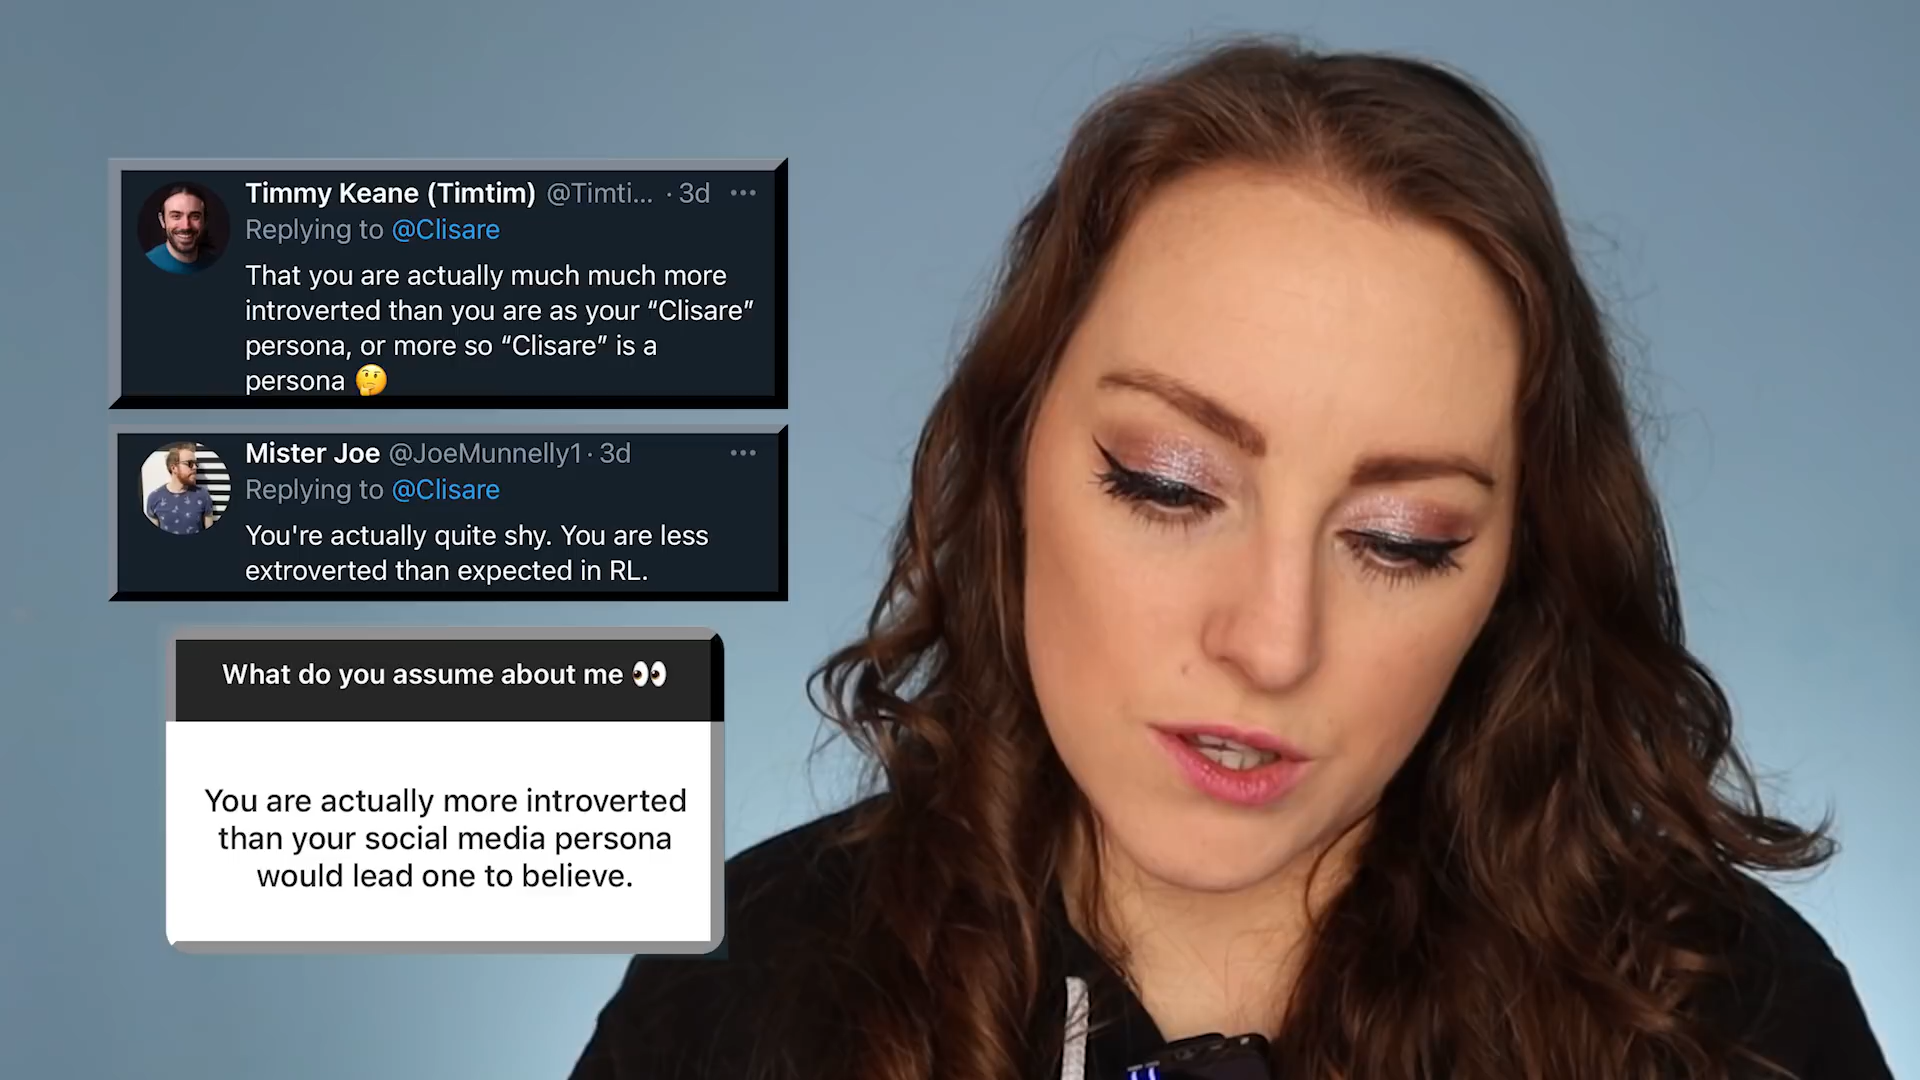 Timmy Keane (Timtim) @Timti... · 3d
Replying to @Clisare
That you are actually much much more
introverted than you are as your “Clisare”
persona, or more so “Clisare” is a
persona 🤔
Mister Joe @JoeMunnelly1 · 3d
Replying to @Clisare
You're actually quite shy. You are less
extroverted than expected in RL.
What do you assume about me 👀
You are actually more introverted
than your social media persona
would lead one to believe.